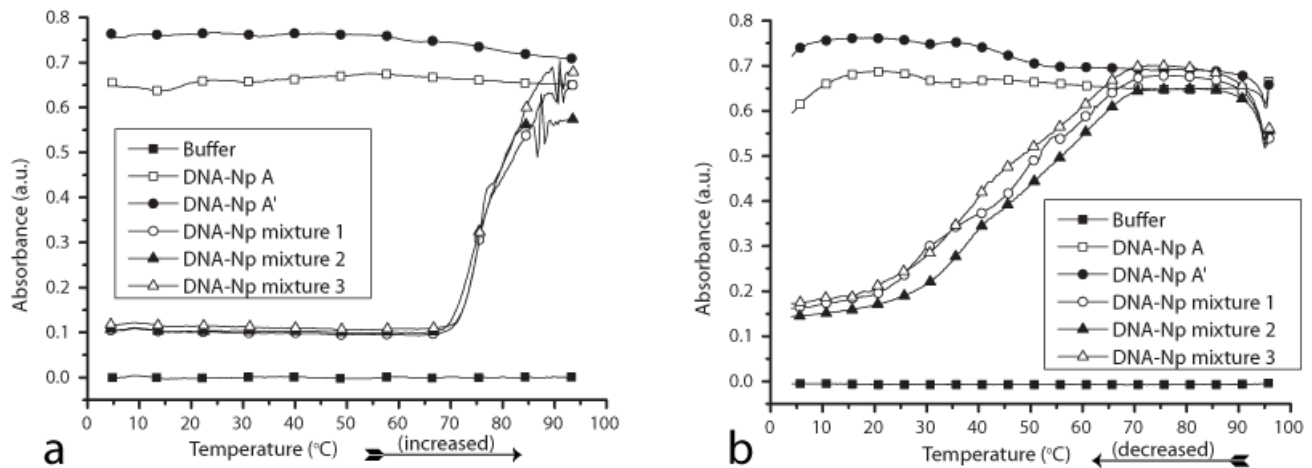 0.8
0.7
0.6
0.5
0.4
0.3
0.2
0.1
0.0
Absorbance (a.u.)
Buffer
DNA-Np A
DNA-Np A'
DNA-Np mixture 1
DNA-Np mixture 2
DNA-Np mixture 3
0 10 20 30 40 50 60 70 80 90 100
Temperature (°C) (increased)
a
0.8
0.7
0.6
0.5
0.4
0.3
0.2
0.1
0.0
Absorbance (a.u.)
Buffer
DNA-Np A
DNA-Np A'
DNA-Np mixture 1
DNA-Np mixture 2
DNA-Np mixture 3
0 10 20 30 40 50 60 70 80 90 100
Temperature (°C) (decreased)
b